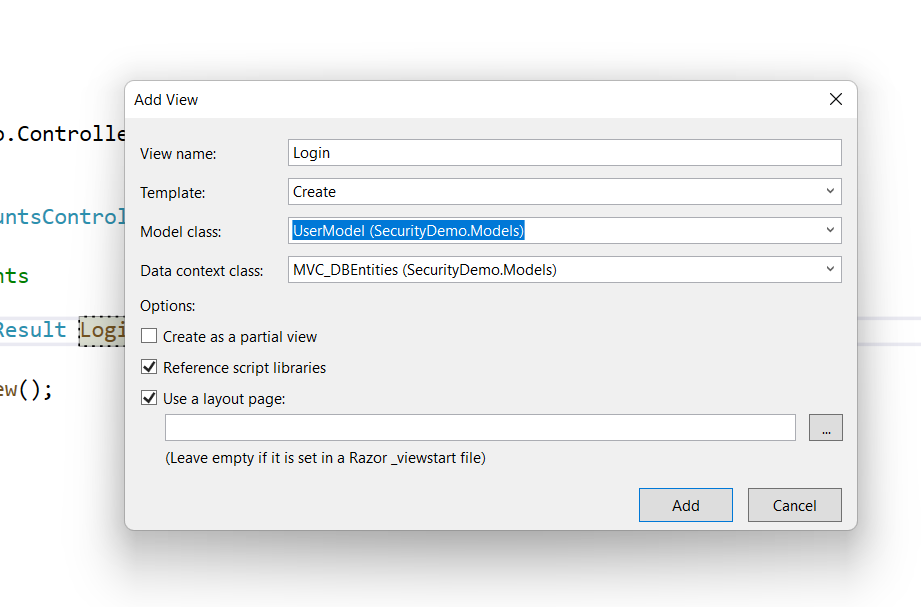 Add View
o.Controlle
View name: Login
Template: Create
untsControl
Model class: UserModel (SecurityDemo.Models)
nts
Data context class: MVC_DBEntities (SecurityDemo.Models)
Options:
Result Logi
Create as a partial view
Reference script libraries
ew();
Use a layout page:
...
(Leave empty if it is set in a Razor _viewstart file)
Add Cancel